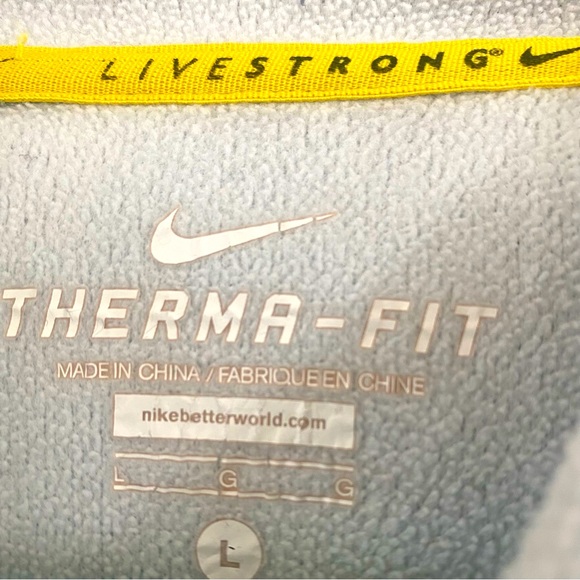 LIVESTRONG®
THERMA-FIT
MADE IN CHINA / FABRIQUE EN CHINE
nikebetterworld.com
L G G
L